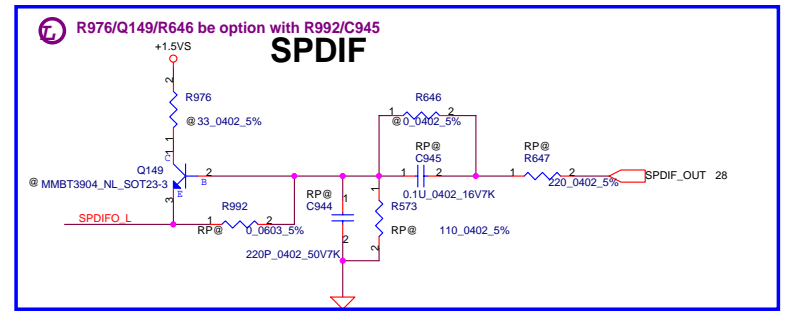 R976/Q149/R646 be option with R992/C945
SPDIF
+1.5VS
2
R976
@ 33_0402_5%
1
1
C
Q149
@ MMBT3904_NL_SOT23-3
2
B
E
3
SPDIFO_L
1
R992
2
RP@
0_0603_5%
RP@
C944
1
2
220P_0402_50V7K
1
R573
RP@
110_0402_5%
2
R646
1
2
@0_0402_5%
RP@
C945
1
2
0.1U_0402_16V7K
RP@
R647
1
2
220_0402_5%
SPDIF_OUT 28